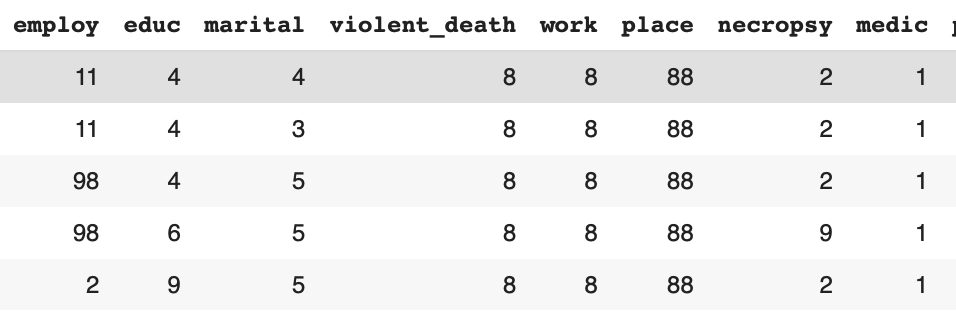 employ educ marital violent_death work place necropsy medic
11 4 4 8 8 88 2 1
11 4 3 8 8 88 2 1
98 4 5 8 8 88 2 1
98 6 5 8 8 88 9 1
2 9 5 8 8 88 2 1